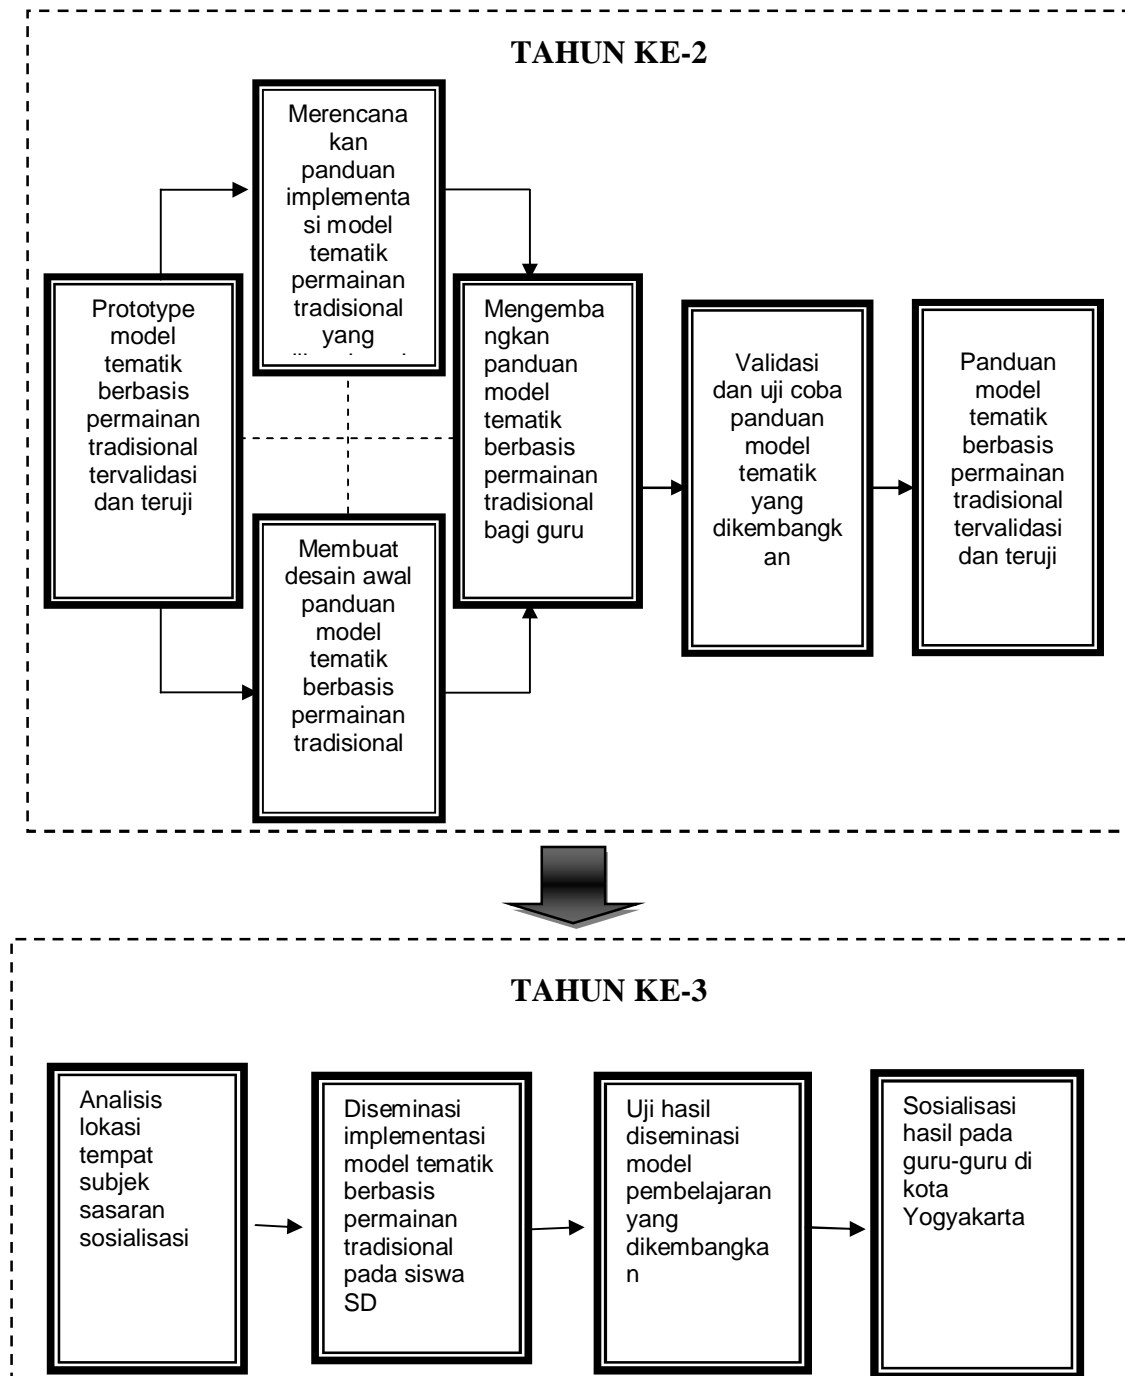 TAHUN KE-2
Merencana
kan
panduan
implementa
si model
tematik
permainan
tradisional
yang
Prototype
model
tematik
berbasis
permainan
tradisional
tervalidasi
dan teruji
Membuat
desain awal
panduan
model
tematik
berbasis
permainan
tradisional
Mengemba
ngkan
panduan
model
tematik
berbasis
permainan
tradisional
bagi guru
Validasi
dan uji coba
panduan
model
tematik
yang
dikembangk
an
Panduan
model
tematik
berbasis
permainan
tradisional
tervalidasi
dan teruji
TAHUN KE-3
Analisis
lokasi
tempat
subjek
sasaran
sosialisasi
Diseminasi
implementasi
model tematik
berbasis
permainan
tradisional
pada siswa
SD
Uji hasil
diseminasi
model
pembelajaran
yang
dikembangka
n
Sosialisasi
hasil pada
guru-guru di
kota
Yogyakarta